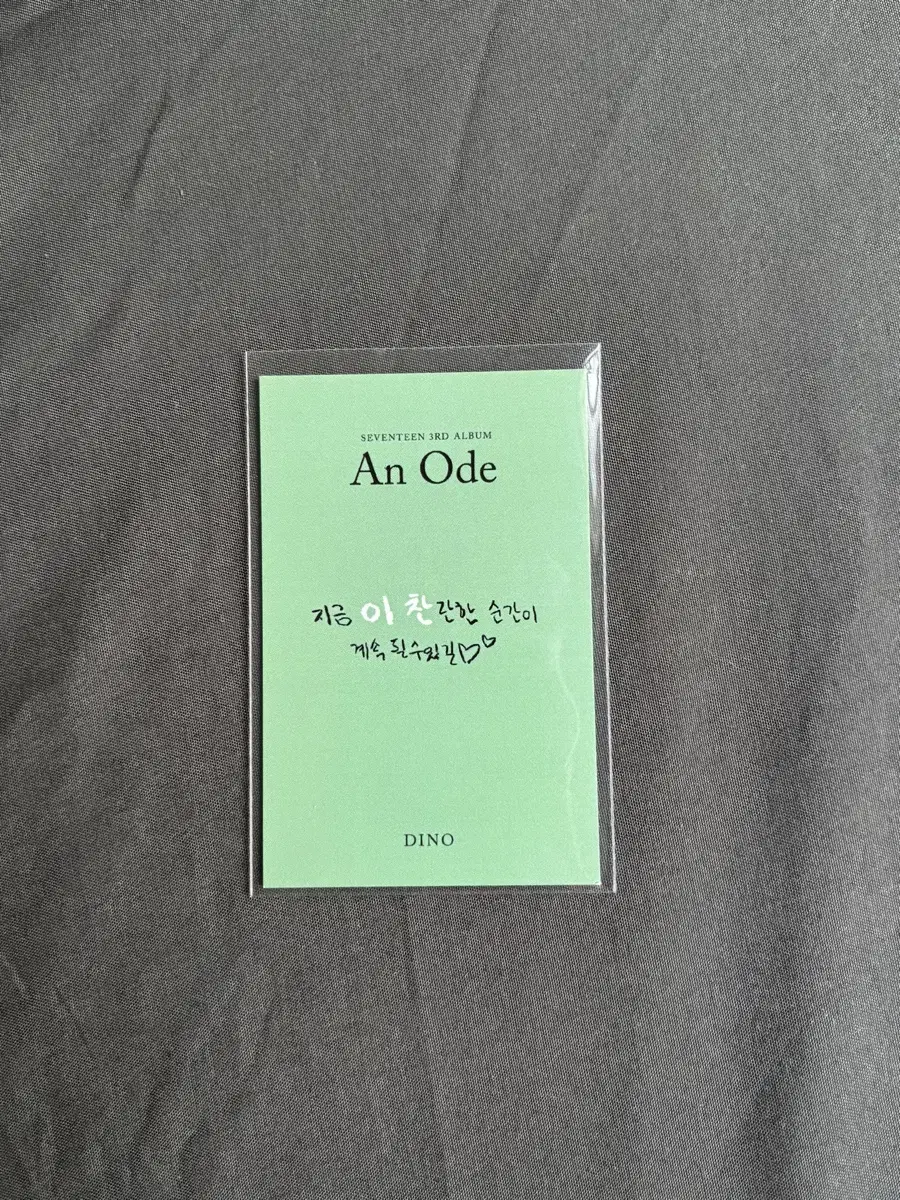 SEVENTEEN 3RD ALBUM
An Ode
지금 이 찬란한 순간이
계속 될수있길♡♡
DINO